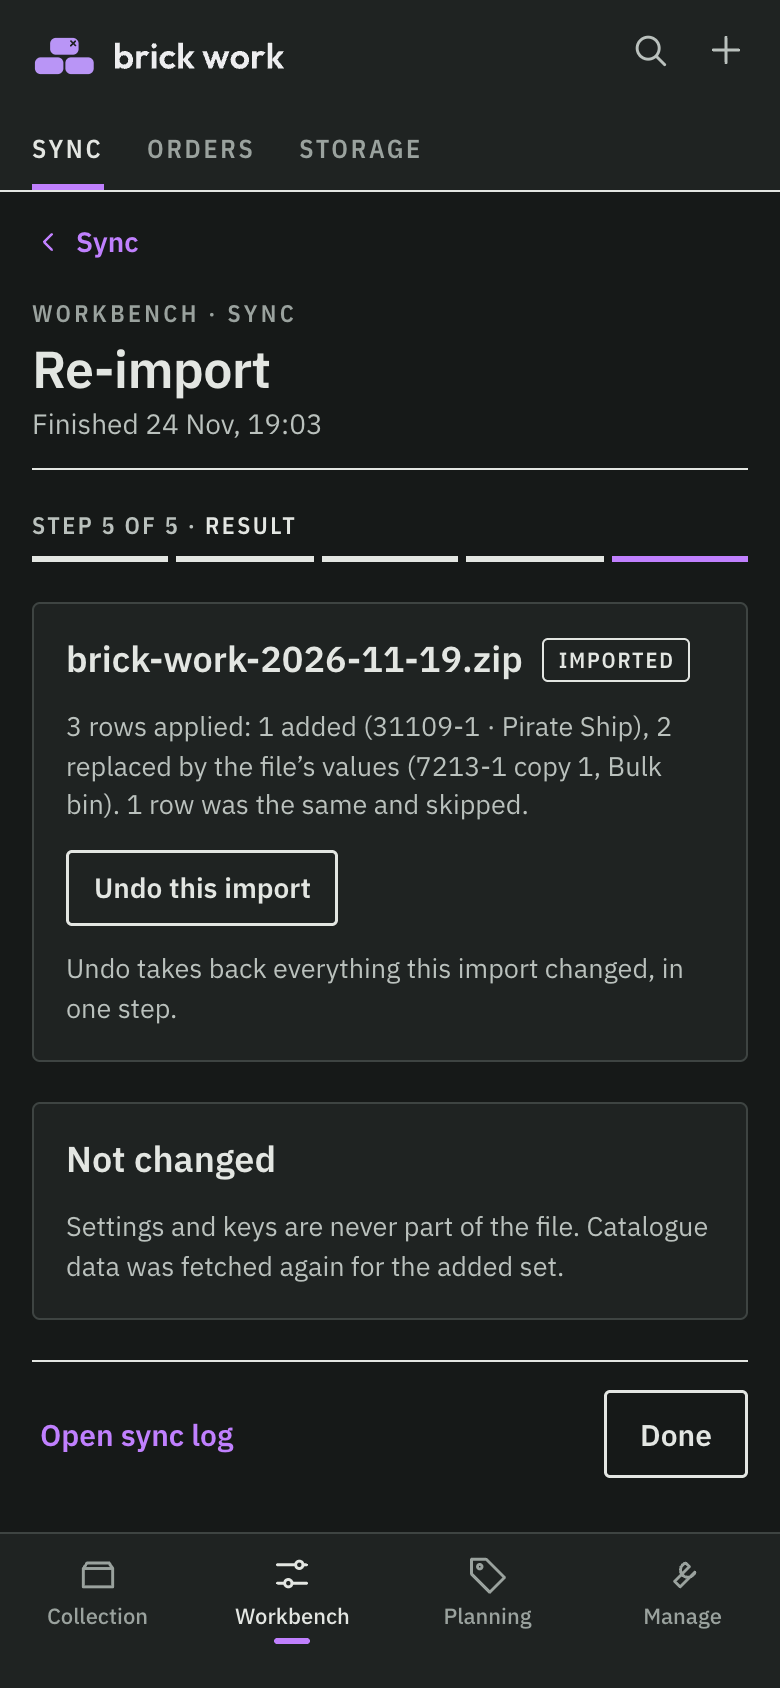 brick work
SYNC ORDERS STORAGE
Sync
WORKBENCH · SYNC
Re-import
Finished 24 Nov, 19:03
STEP 5 OF 5 · RESULT
brick-work-2026-11-19.zip IMPORTED
3 rows applied: 1 added (31109-1 · Pirate Ship), 2
replaced by the file’s values (7213-1 copy 1, Bulk
bin). 1 row was the same and skipped.
Undo this import
Undo takes back everything this import changed, in
one step.
Not changed
Settings and keys are never part of the file. Catalogue
data was fetched again for the added set.
Open sync log Done
Collection Workbench Planning Manage